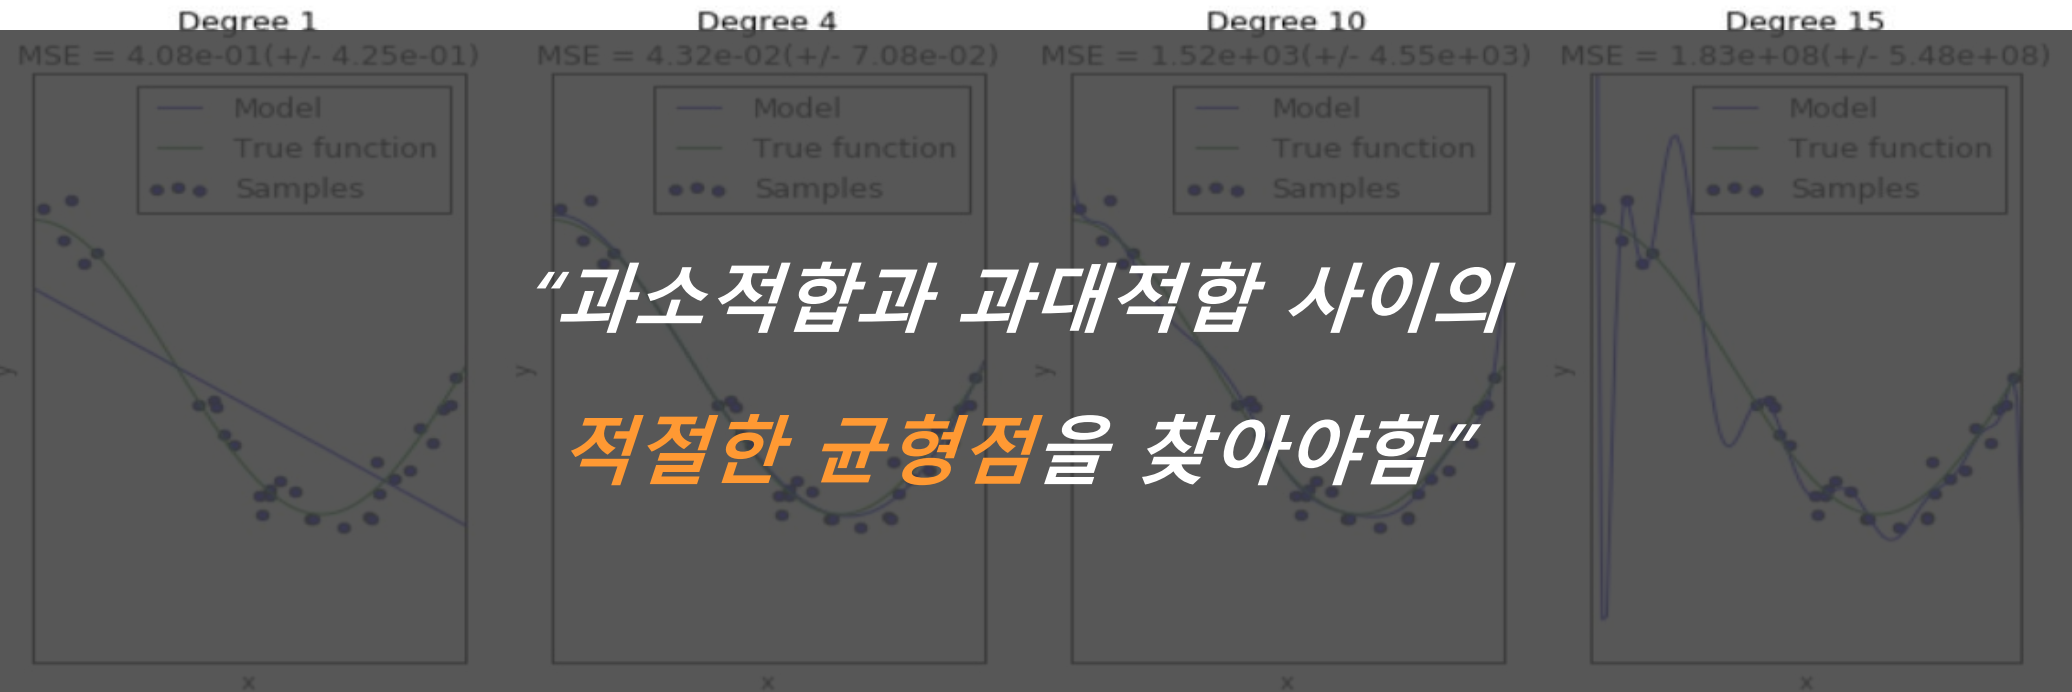 Degree 1
MSE = 4.08e-01(+/- 4.25e-01)
Model
True function
Samples
y
x
Degree 4
MSE = 4.32e-02(+/- 7.08e-02)
Model
True function
Samples
y
x
Degree 10
MSE = 1.52e+03(+/- 4.55e+03)
Model
True function
Samples
y
x
Degree 15
MSE = 1.83e+08(+/- 5.48e+08)
Model
True function
Samples
y
x
“과소적합과 과대적합 사이의
적절한 균형점을 찾아야함”